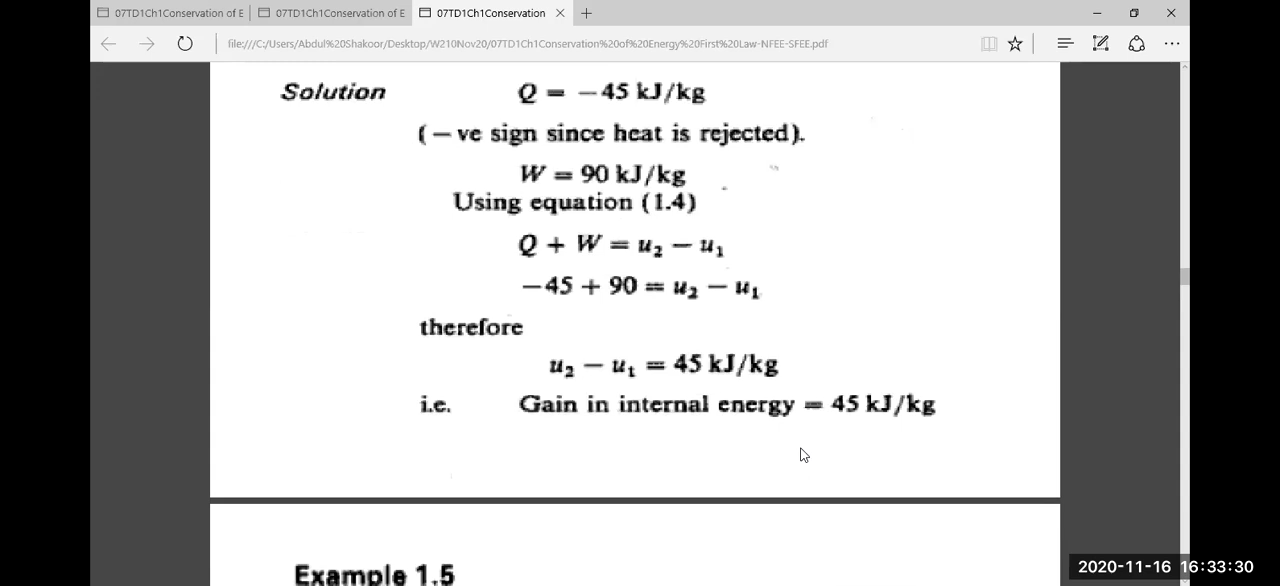 07TD1Ch1Conservation of E
07TD1Ch1Conservation of E
07TD1Ch1Conservation
file:///C:/Users/Abdul%20Shakoor/Desktop/W210Nov20/07TD1Ch1Conservation%20of%20Energy%20First%20Law-NFEE-SFEE.pdf
Solution Q = −45 kJ/kg
(−ve sign since heat is rejected).
W = 90 kJ/kg
Using equation (1.4)
Q + W = u₂ − u₁
−45 + 90 = u₂ − u₁
therefore
u₂ − u₁ = 45 kJ/kg
i.e. Gain in internal energy = 45 kJ/kg
Example 1.5
2020-11-16 16:33:30